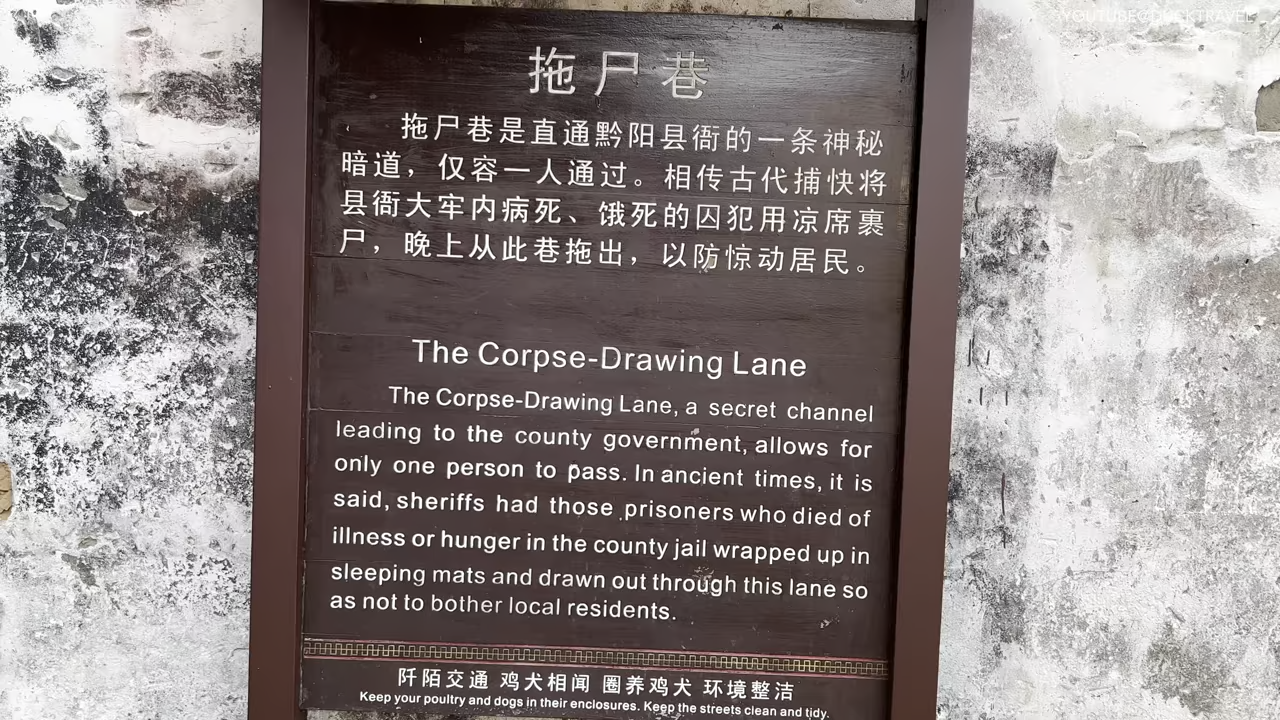 YOUTUBE@DVCKTRAVEL
拖尸巷
拖尸巷是直通黔阳县衙的一条神秘
暗道，仅容一人通过。相传古代捕快将
县衙大牢内病死、饿死的囚犯用凉席裹
尸，晚上从此巷拖出，以防惊动居民。
The Corpse-Drawing Lane
The Corpse-Drawing Lane, a secret channel
leading to the county government, allows for
only one person to pass. In ancient times, it is
said, sheriffs had those prisoners who died of
illness or hunger in the county jail wrapped up in
sleeping mats and drawn out through this lane so
as not to bother local residents.
阡陌交通 鸡犬相闻 圈养鸡犬 环境整洁
Keep your poultry and dogs in their enclosures. Keep the streets clean and tidy.